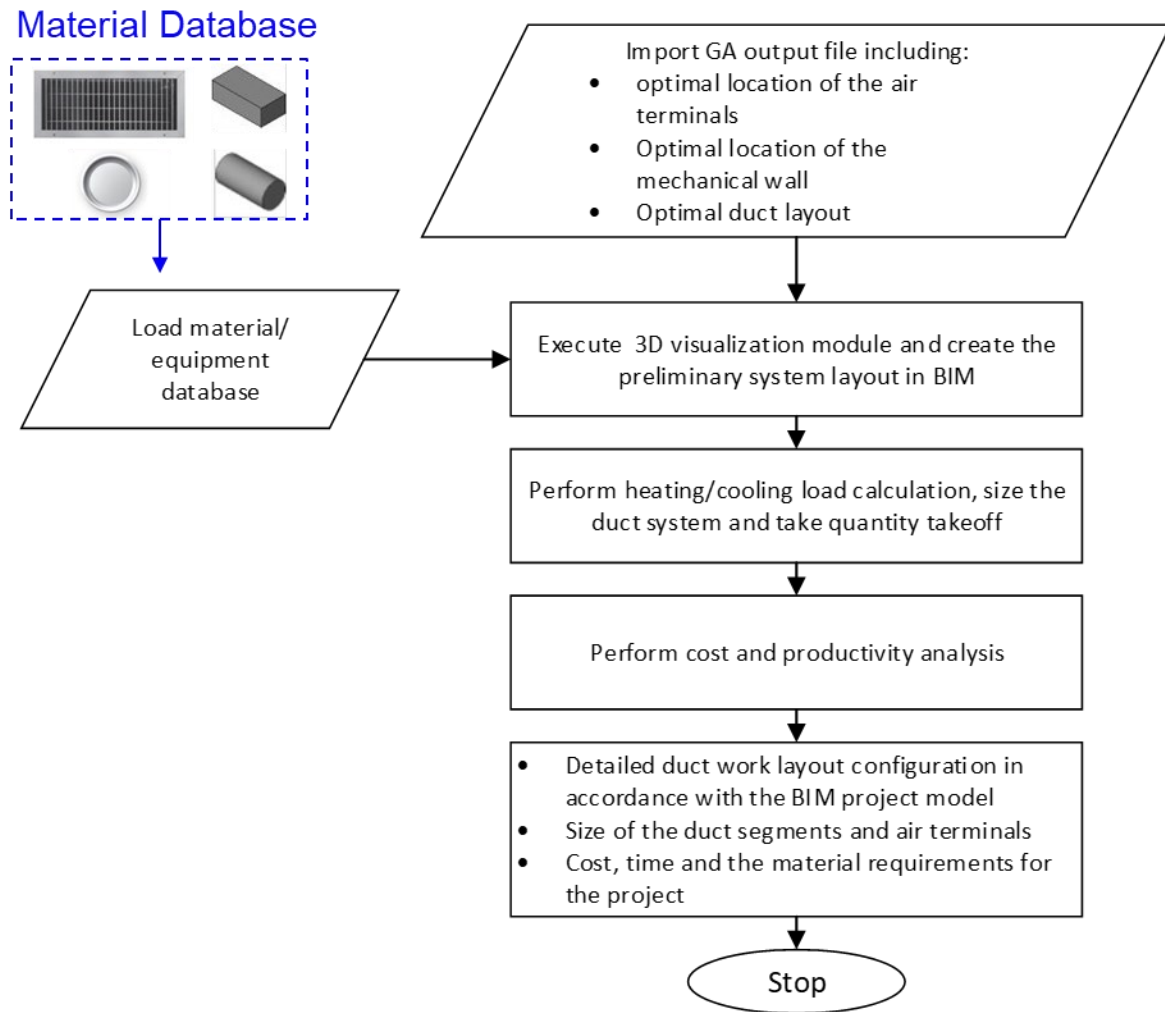 Material Database
Import GA output file including:
• optimal location of the air
terminals
• Optimal location of the
mechanical wall
• Optimal duct layout
Load material/
equipment
database
Execute  3D visualization module and create the
preliminary system layout in BIM
Perform heating/cooling load calculation, size the
duct system and take quantity takeoff
Perform cost and productivity analysis
• Detailed duct work layout configuration in
accordance with the BIM project model
• Size of the duct segments and air terminals
• Cost, time and the material requirements for
the project
Stop